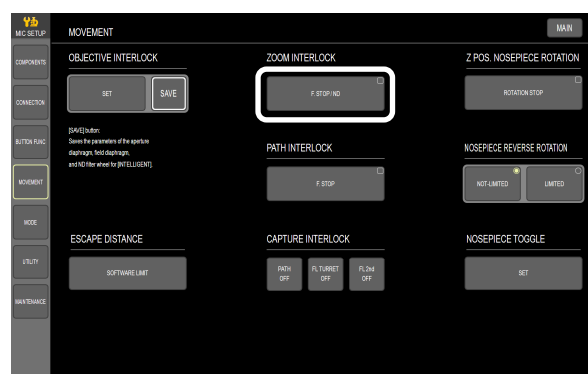 MIC SETUP
MOVEMENT
MAIN
COMPONENTS
CONNECTION
BUTTON FUNC
MOVEMENT
MODE
UTILITY
MAINTENANCE
OBJECTIVE INTERLOCK
SET
SAVE
[SAVE] button:
Saves the parameters of the aperture
diaphragm, field diaphragm,
and ND filter wheel for [INTELLIGENT].
ESCAPE DISTANCE
SOFTWARE LIMIT
ZOOM INTERLOCK
F. STOP / ND
PATH INTERLOCK
F. STOP
CAPTURE INTERLOCK
PATH
OFF
FL TURRET
OFF
FL 2nd
OFF
Z POS. NOSEPIECE ROTATION
ROTATION STOP
NOSEPIECE REVERSE ROTATION
NOT-LIMITED
LIMITED
NOSEPIECE TOGGLE
SET